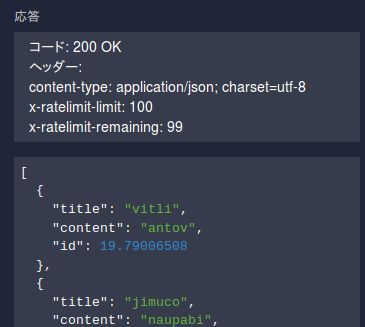 応答
コード: 200 OK
ヘッダー:
content-type: application/json; charset=utf-8
x-ratelimit-limit: 100
x-ratelimit-remaining: 99
[
{
"title": "vitli",
"content": "antov",
"id": 19.79006508
},
{
"title": "jimuco",
"content": "naupabi",